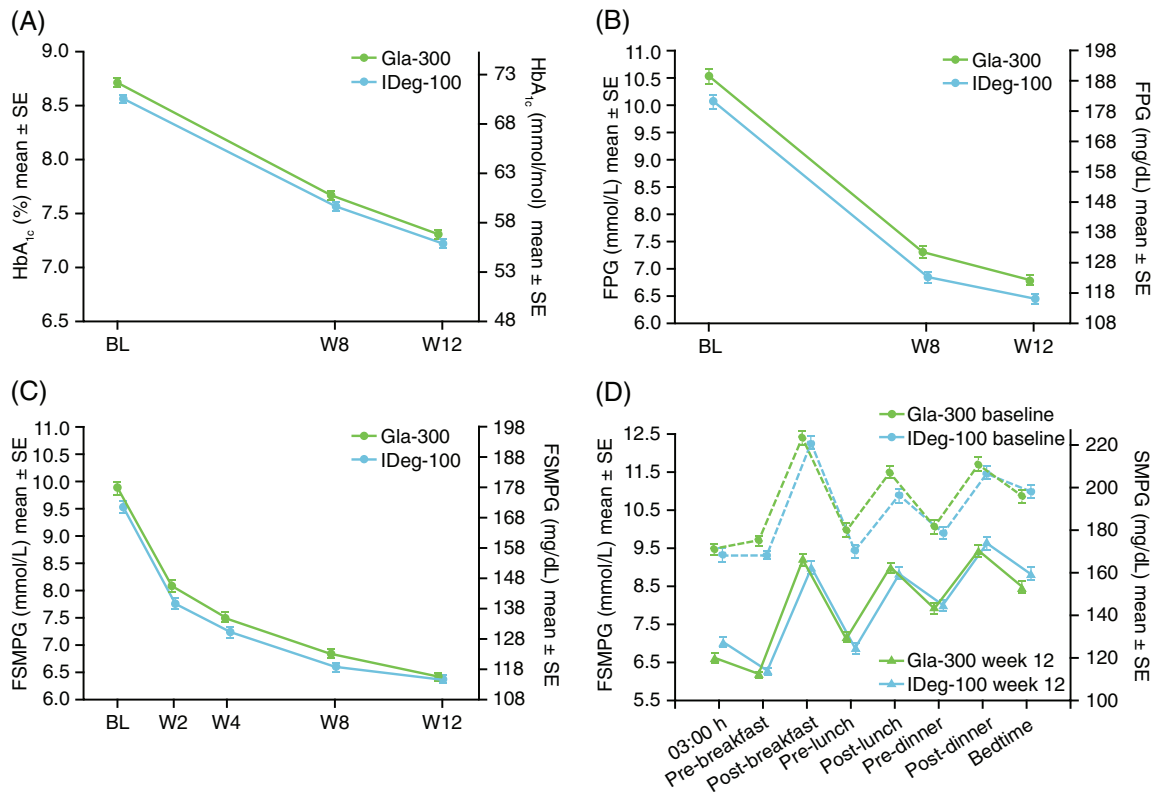 (A)
HbA1c (%) mean ± SE
9.0
8.5
8.0
7.5
7.0
6.5
BL
W8
W12
Gla-300
IDeg-100
73
68
63
58
53
48
HbA1c (mmol/mol) mean ± SE
(B)
FPG (mmol/L) mean ± SE
11.0
10.5
10.0
9.5
9.0
8.5
8.0
7.5
7.0
6.5
6.0
BL
W8
W12
Gla-300
IDeg-100
198
188
178
168
158
148
138
128
118
108
FPG (mg/dL) mean ± SE
(C)
FSMPG (mmol/L) mean ± SE
11.0
10.5
10.0
9.5
9.0
8.5
8.0
7.5
7.0
6.5
6.0
BL
W2
W4
W8
W12
Gla-300
IDeg-100
198
188
178
168
158
148
138
128
118
108
FSMPG (mg/dL) mean ± SE
(D)
FSMPG (mmol/L) mean ± SE
12.5
11.5
10.5
9.5
8.5
7.5
6.5
5.5
Gla-300 baseline
IDeg-100 baseline
Gla-300 week 12
IDeg-100 week 12
03:00 h
Pre-breakfast
Post-breakfast
Pre-lunch
Post-lunch
Pre-dinner
Post-dinner
Bedtime
220
200
180
160
140
120
100
SMPG (mg/dL) mean ± SE